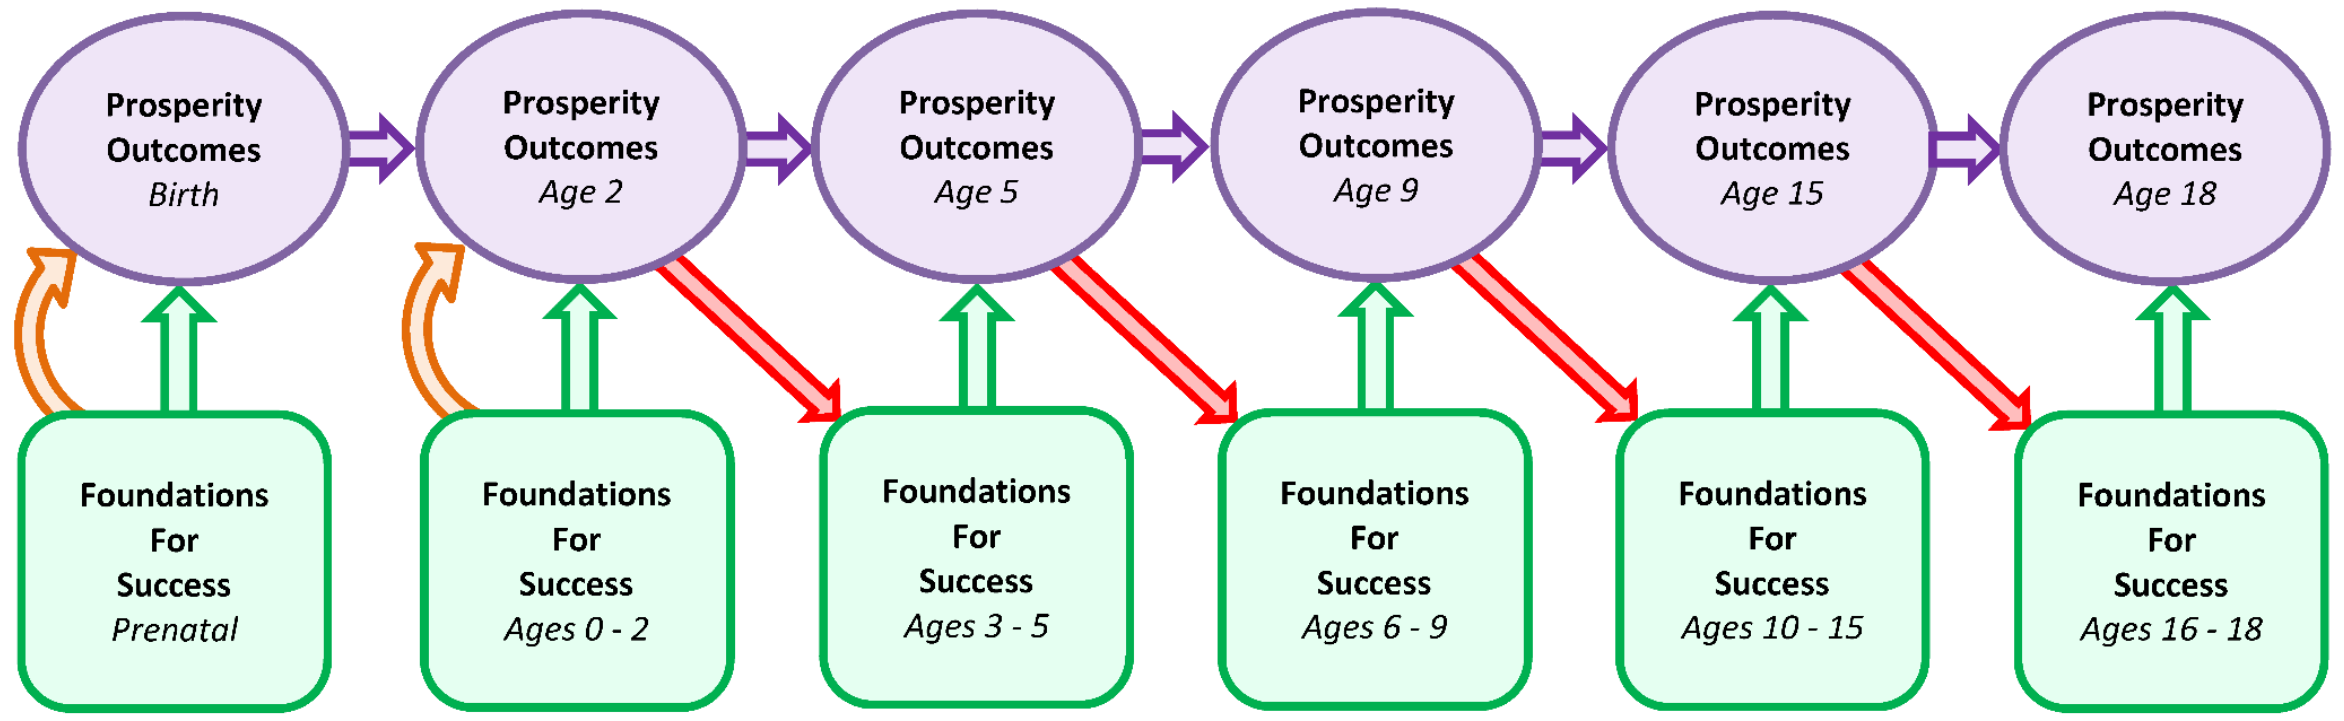 Prosperity
Outcomes
Birth
Prosperity
Outcomes
Age 2
Prosperity
Outcomes
Age 5
Prosperity
Outcomes
Age 9
Prosperity
Outcomes
Age 15
Prosperity
Outcomes
Age 18
Foundations
For
Success
Prenatal
Foundations
For
Success
Ages 0 - 2
Foundations
For
Success
Ages 3 - 5
Foundations
For
Success
Ages 6 - 9
Foundations
For
Success
Ages 10 - 15
Foundations
For
Success
Ages 16 - 18